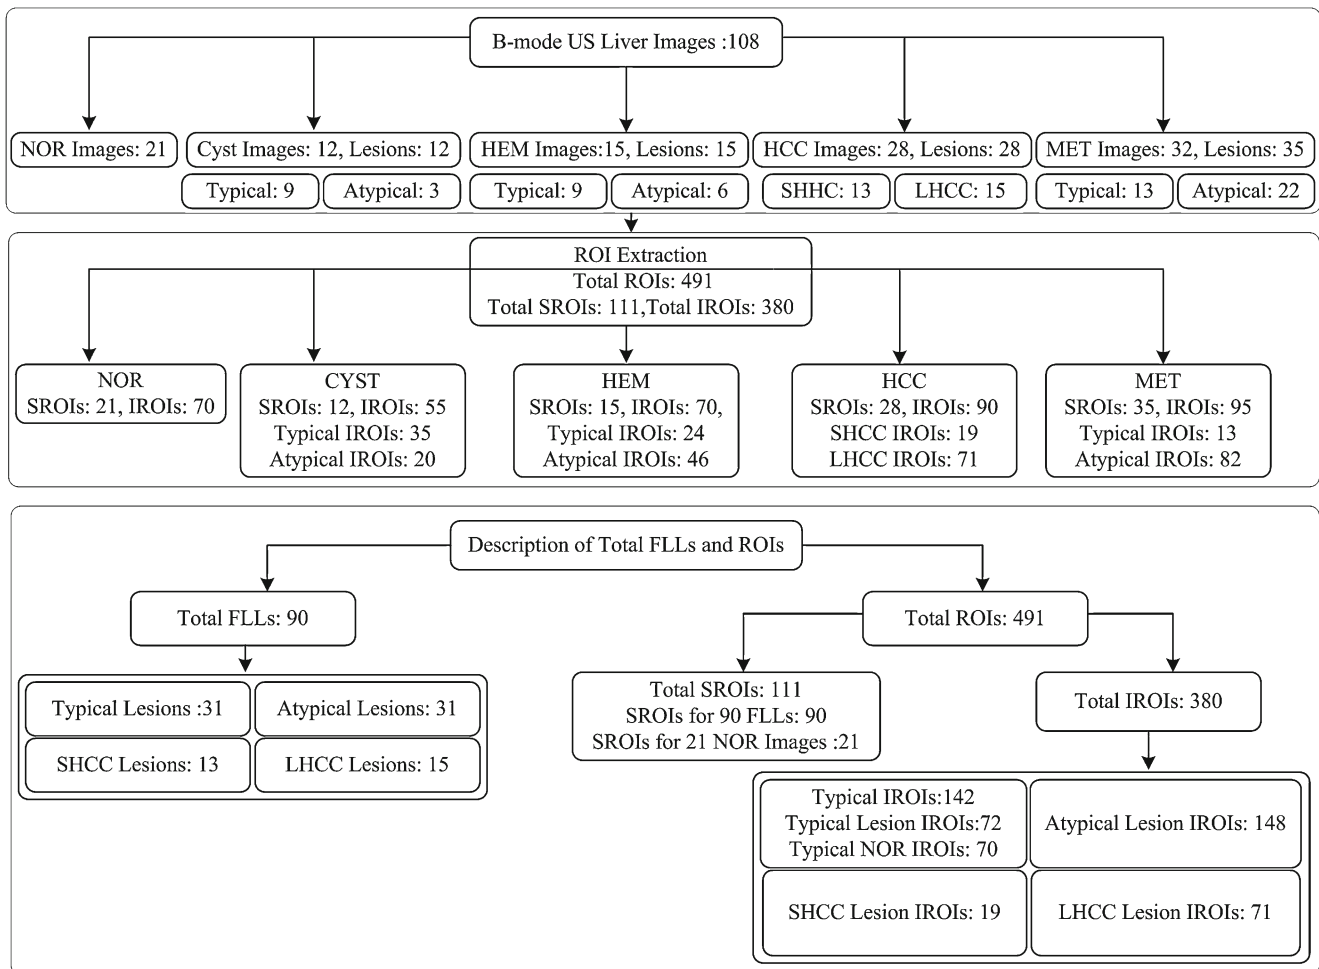 B-mode US Liver Images :108
NOR Images: 21
Cyst Images: 12, Lesions: 12
HEM Images:15, Lesions: 15
HCC Images: 28, Lesions: 28
MET Images: 32, Lesions: 35
Typical: 9
Atypical: 3
Typical: 9
Atypical: 6
SHHC: 13
LHCC: 15
Typical: 13
Atypical: 22
ROI Extraction
Total ROIs: 491
Total SROIs: 111,Total IROIs: 380
NOR
SROIs: 21, IROIs: 70
CYST
SROIs: 12, IROIs: 55
Typical IROIs: 35
Atypical IROIs: 20
HEM
SROIs: 15, IROIs: 70,
Typical IROIs: 24
Atypical IROIs: 46
HCC
SROIs: 28, IROIs: 90
SHCC IROIs: 19
LHCC IROIs: 71
MET
SROIs: 35, IROIs: 95
Typical IROIs: 13
Atypical IROIs: 82
Description of Total FLLs and ROIs
Total FLLs: 90
Total ROIs: 491
Typical Lesions :31
Atypical Lesions: 31
SHCC Lesions: 13
LHCC Lesions: 15
Total SROIs: 111
SROIs for 90 FLLs: 90
SROIs for 21 NOR Images :21
Total IROIs: 380
Typical IROIs:142
Typical Lesion IROIs:72
Typical NOR IROIs: 70
Atypical Lesion IROIs: 148
SHCC Lesion IROIs: 19
LHCC Lesion IROIs: 71